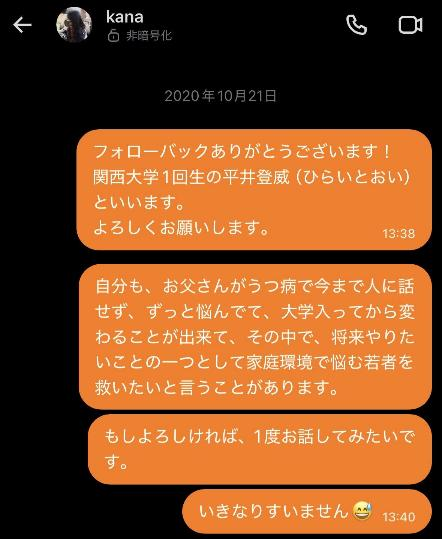 kana
非暗号化
2020年10月21日
フォローバックありがとうございます！
関西大学1回生の平井登威（ひらいとおい）
といいます。
よろしくお願いします。
13:38
自分も、お父さんがうつ病で今まで人に話
せず、ずっと悩んでて、大学入ってから変
わることが出来て、その中で、将来やりた
いことの一つとして家庭環境で悩む若者を
救いたいと言うことがあります。
もしよろしければ、1度お話してみたいで
す。
いきなりすいません😅
13:40